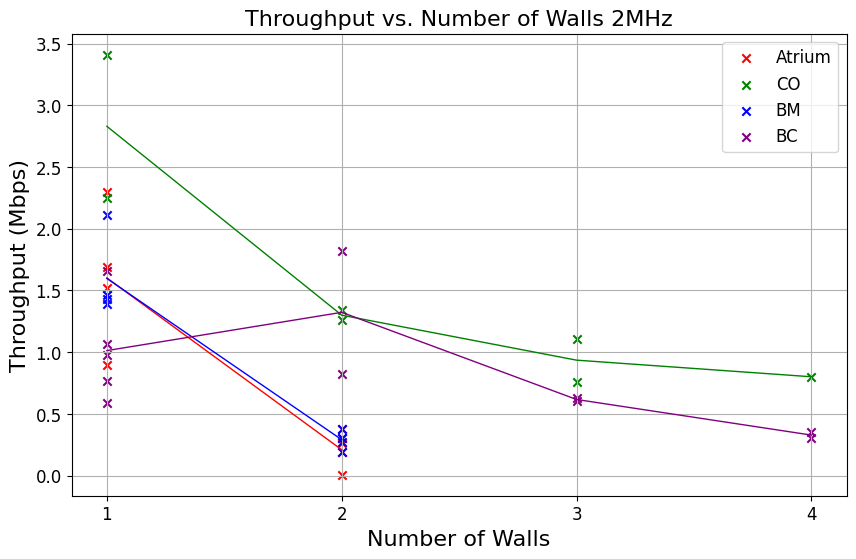 Throughput vs. Number of Walls 2MHz
Atrium
CO
BM
BC
Throughput (Mbps)
3.5
3.0
2.5
2.0
1.5
1.0
0.5
0.0
1 2 3 4
Number of Walls